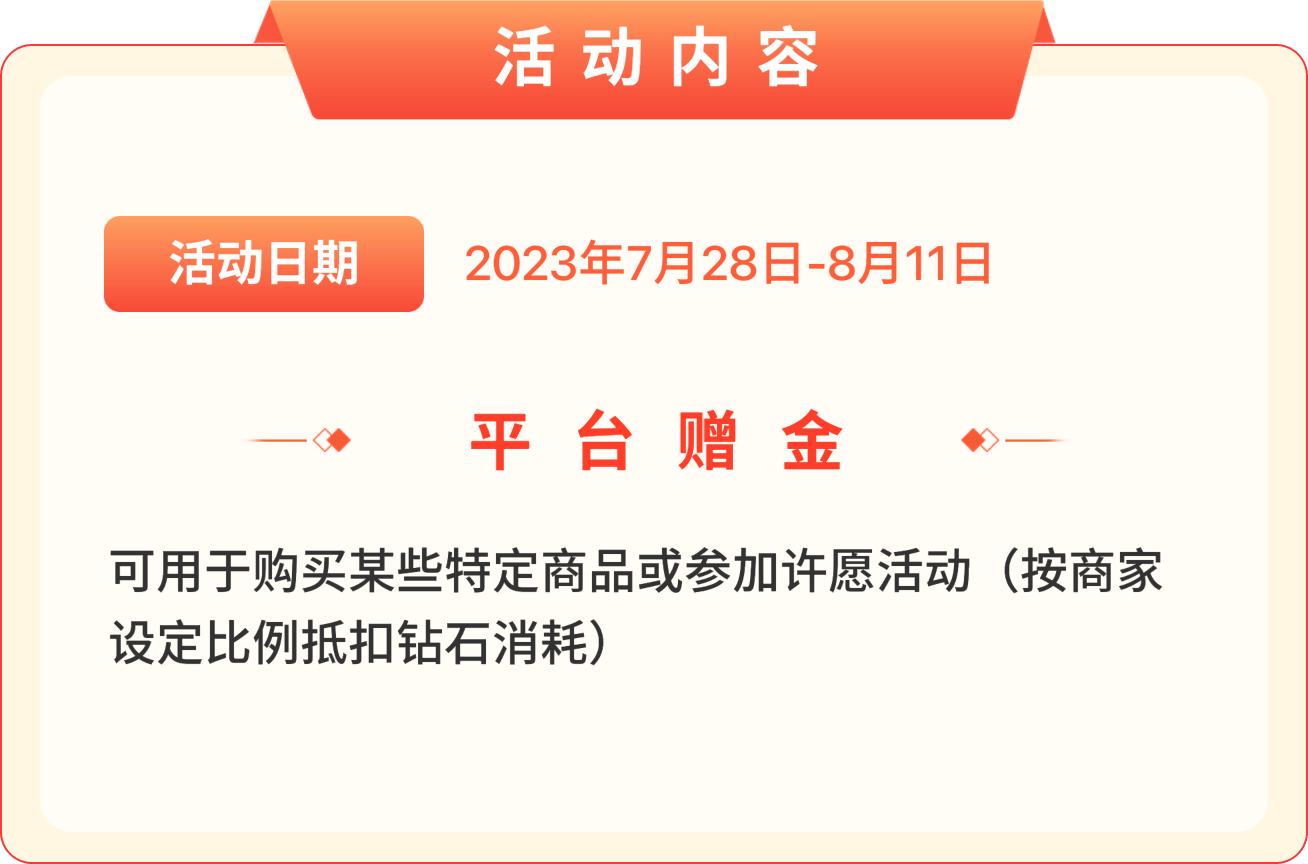 活动内容
活动日期
2023年7月28日-8月11日
平台赠金
可用于购买某些特定商品或参加许愿活动（按商家
设定比例抵扣钻石消耗）